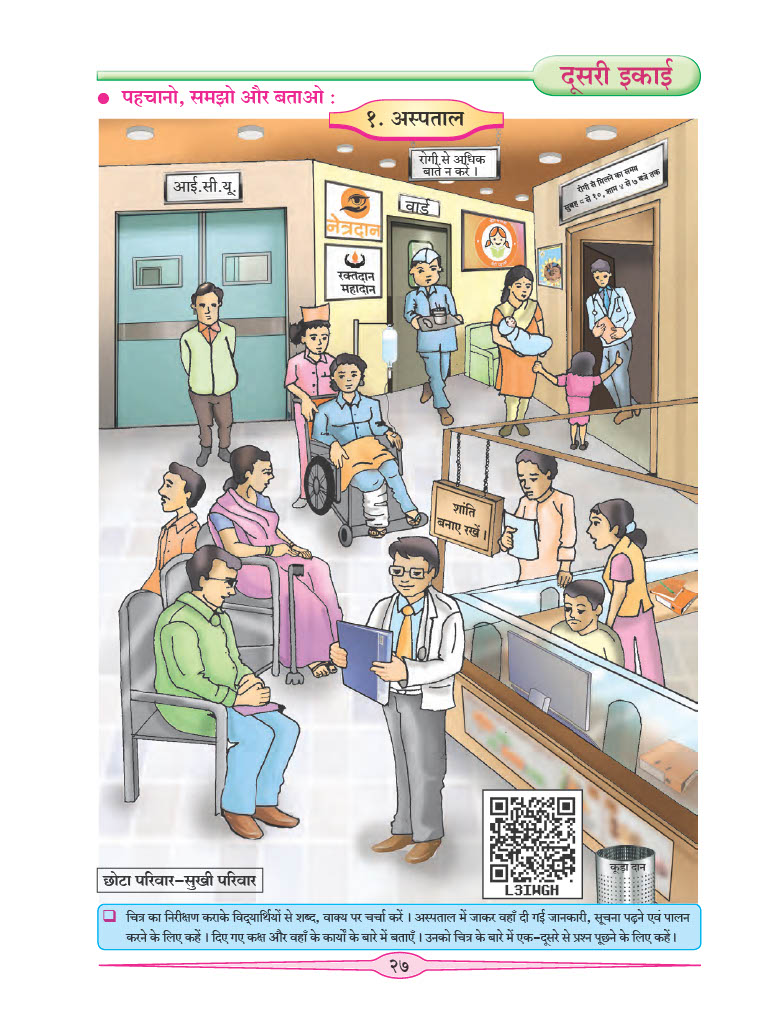 दूसरी इकाई
● पहचानो, समझो और बताओ :
१. अस्पताल
रोगी से अधिक
बातें न करें ।
रोगी से मिलने का समय
सुबह ८ से १०, शाम ४ से ७ बजे तक
आई.सी.यू.
नेत्रदान
वार्ड
रक्तदान
महादान
शांति
बनाए रखें ।
L3IWGH
कूड़ा दान
छोटा परिवार-सुखी परिवार
❑ चित्र का निरीक्षण कराके विद्यार्थियों से शब्द, वाक्य पर चर्चा करें । अस्पताल में जाकर वहाँ दी गई जानकारी, सूचना पढ़ने एवं पालन
करने के लिए कहें । दिए गए कक्ष और वहाँ के कार्यों के बारे में बताएँ । उनको चित्र के बारे में एक-दूसरे से प्रश्न पूछने के लिए कहें ।
२७